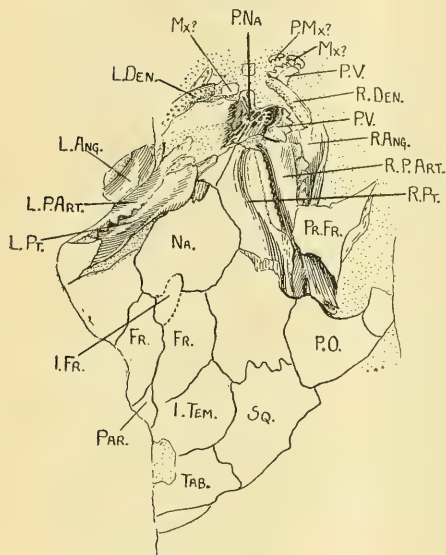 P.NA
MX?
P.MX?
MX?
L.DEN.
P.V.
R.DEN.
P.V.
L.ANG.
R.ANG.
R.P.ART.
L.P.ART.
R.PT.
L.PT.
PR.FR.
NA.
FR.
FR.
P.O.
I.FR.
I.TEM.
SQ.
PAR.
TAB.